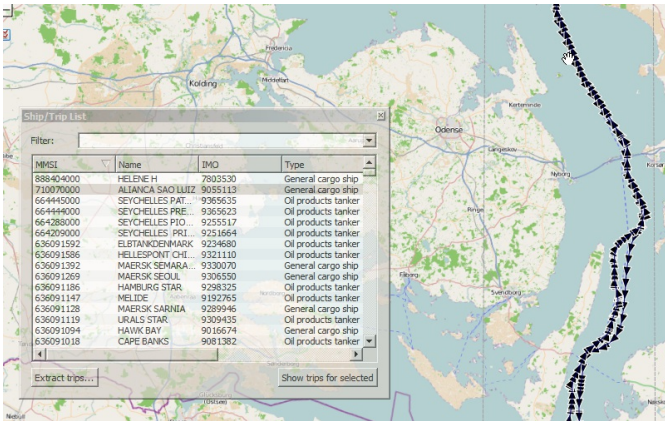 Fredericia
Kolding
Middelfart
Ship/Trip List
Filter:
Christiansfeld
MMSI Name IMO Type
888404000 HELENE H 7803530 General cargo ship
710070000 ALIANCA SAO LUIZ 9055113 General cargo ship
664445000 SEYCHELLES PAT... 9365635 Oil products tanker
664444000 SEYCHELLES PRE... 9365623 Oil products tanker
664288000 SEYCHELLES PIO... 9255517 Oil products tanker
664209000 SEYCHELLES PRI... 9251664 Oil products tanker
636091592 ELBTANKDENMARK 9234680 Oil products tanker
636091586 HELLESPONT CHI... 9321110 Oil products tanker
636091392 MAERSK SEMARA... 9330070 General cargo ship
636091269 MAERSK SEOUL 9306550 General cargo ship
636091186 HAMBURG STAR 9298325 Oil products tanker
636091147 MELIDE 9192765 Oil products tanker
636091128 MAERSK SARNIA 9289946 General cargo ship
636091119 URALS STAR 9309435 Oil products tanker
636091094 HAWK BAY 9016674 General cargo ship
636091018 CAPE BANKS 9081382 Oil products tanker
Extract trips... Show trips for selected
(Ostsee)
Niebüll
Kerteminde
Odense
Langeskov
Nyborg
Korsør
Ringe
Faaborg
Svendborg
Nakskov